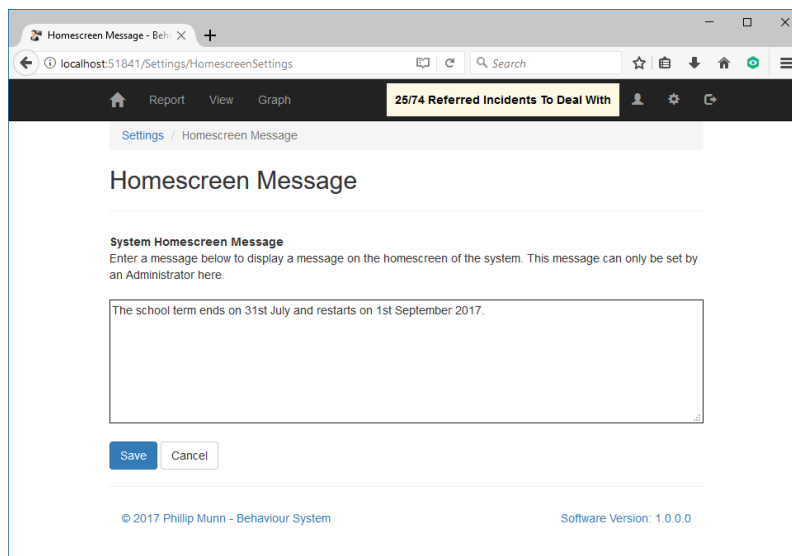 Homescreen Message - Beh
localhost:51841/Settings/HomescreenSettings
Search
Report View Graph 25/74 Referred Incidents To Deal With
Settings / Homescreen Message
Homescreen Message
System Homescreen Message
Enter a message below to display a message on the homescreen of the system. This message can only be set by
an Administrator here.
The school term ends on 31st July and restarts on 1st September 2017.
Save Cancel
© 2017 Phillip Munn - Behaviour System Software Version: 1.0.0.0